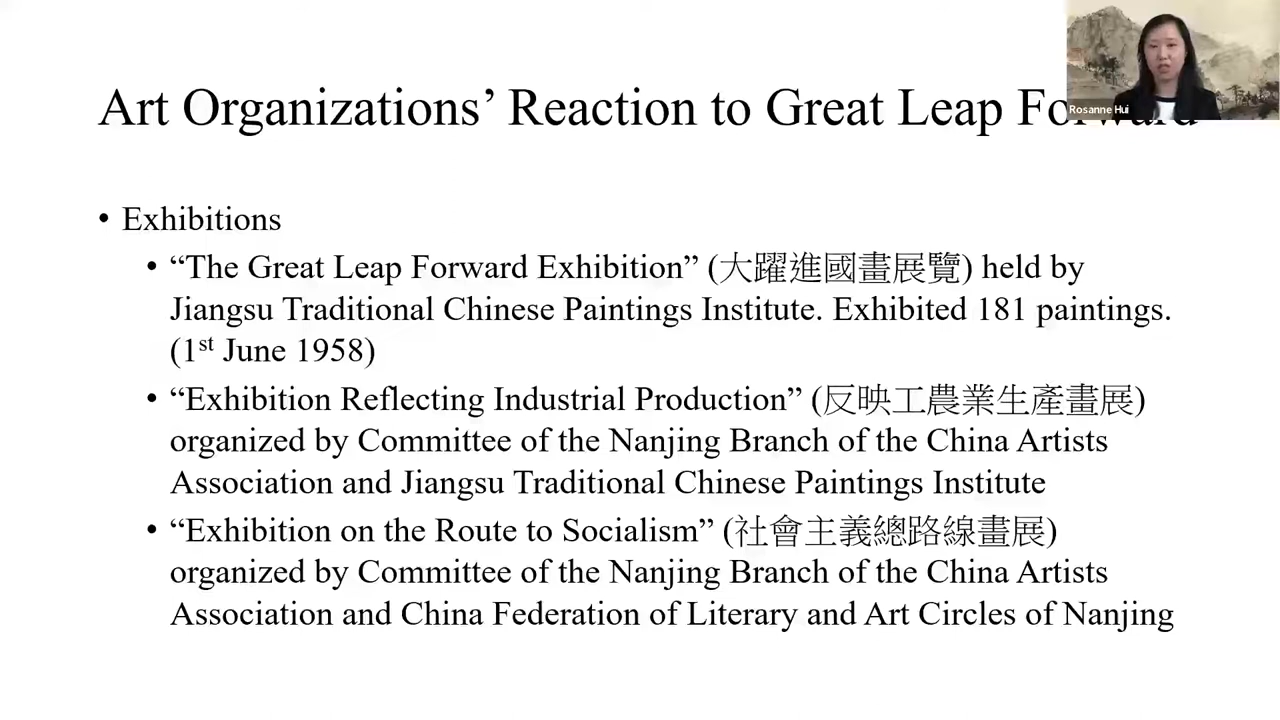 Art Organizations’ Reaction to Great Leap Forward
Rosanne Hui
• Exhibitions
• “The Great Leap Forward Exhibition” (大躍進國畫展覽) held by
Jiangsu Traditional Chinese Paintings Institute. Exhibited 181 paintings.
(1st June 1958)
• “Exhibition Reflecting Industrial Production” (反映工農業生產畫展)
organized by Committee of the Nanjing Branch of the China Artists
Association and Jiangsu Traditional Chinese Paintings Institute
• “Exhibition on the Route to Socialism” (社會主義總路線畫展)
organized by Committee of the Nanjing Branch of the China Artists
Association and China Federation of Literary and Art Circles of Nanjing